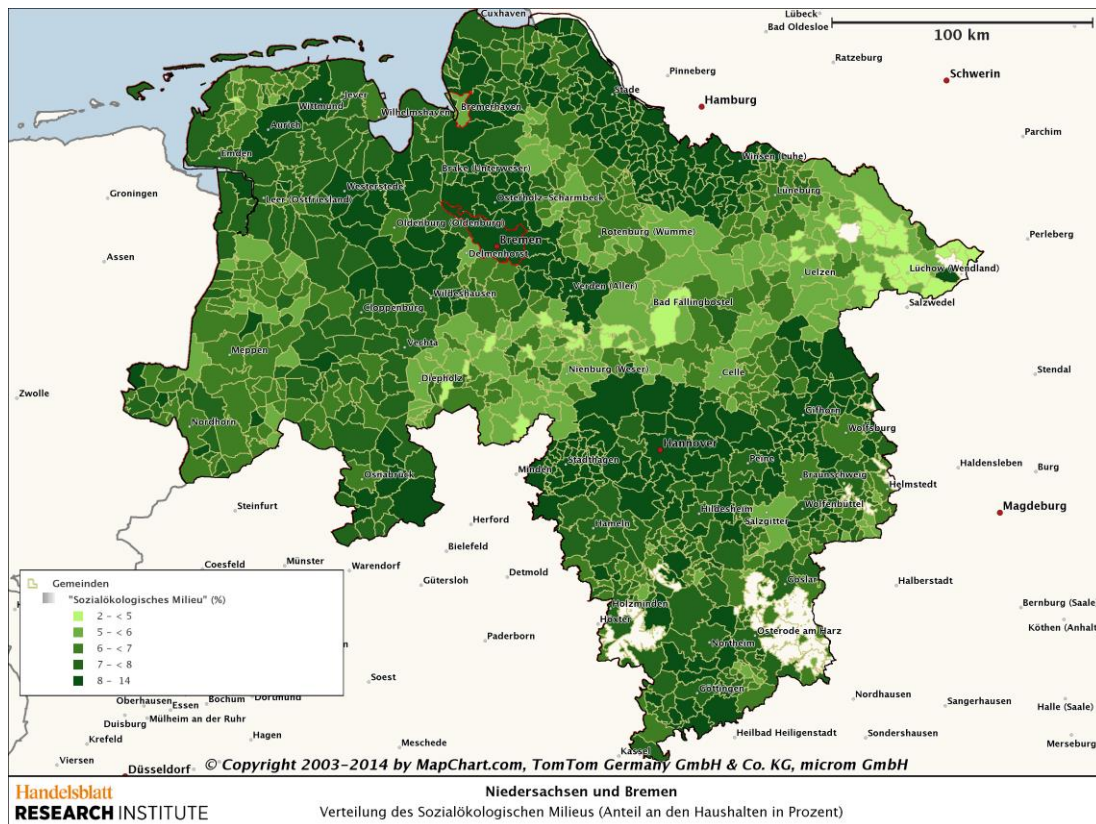 Cuxhaven
Lübeck
Bad Oldesloe
100 km
Ratzeburg
Pinneberg
Schwerin
Hamburg
Stade
Jever
Wittmund
Wilhelmshaven
Bremerhaven
Aurich
Parchim
Emden
Brake (Unterweser)
Winsen (Luhe)
Groningen
Westerstede
Leer (Ostfriesland)
Osterholz-Scharmbeck
Lüneburg
Oldenburg (Oldenburg)
Rotenburg (Wümme)
Perleberg
Bremen
Assen
Delmenhorst
Uelzen
Lüchow (Wendland)
Wildeshausen
Verden (Aller)
Bad Fallingbostel
Salzwedel
Cloppenburg
Vechta
Meppen
Nienburg (Weser)
Celle
Stendal
Diepholz
Zwolle
Gifhorn
Nordhorn
Wolfsburg
Hannover
Stadthagen
Peine
Minden
Haldensleben
Burg
Osnabrück
Braunschweig
Helmstedt
Steinfurt
Wolfenbüttel
Magdeburg
Herford
Hildesheim
Salzgitter
Hameln
Bielefeld
Coesfeld
Münster
Warendorf
Gütersloh
Detmold
Goslar
Halberstadt
Bernburg (Saale)
Holzminden
Höxter
Köthen (Anhalt
Osterode am Harz
Paderborn
Northeim
Soest
Göttingen
Nordhausen
Sangerhausen
Halle (Saale)
Oberhausen
Essen
Bochum
Dortmund
Duisburg
Mülheim an der Ruhr
Krefeld
Hagen
Meschede
Kassel
Heilbad Heiligenstadt
Sondershausen
Merseburg
Viersen
Düsseldorf
Gemeinden
"Sozialökologisches Milieu" (%)
2 - < 5
5 - < 6
6 - < 7
7 - < 8
8 - 14
© Copyright 2003-2014 by MapChart.com, TomTom Germany GmbH & Co. KG, microm GmbH
Handelsblatt
RESEARCH INSTITUTE
Niedersachsen und Bremen
Verteilung des Sozialökologischen Milieus (Anteil an den Haushalten in Prozent)